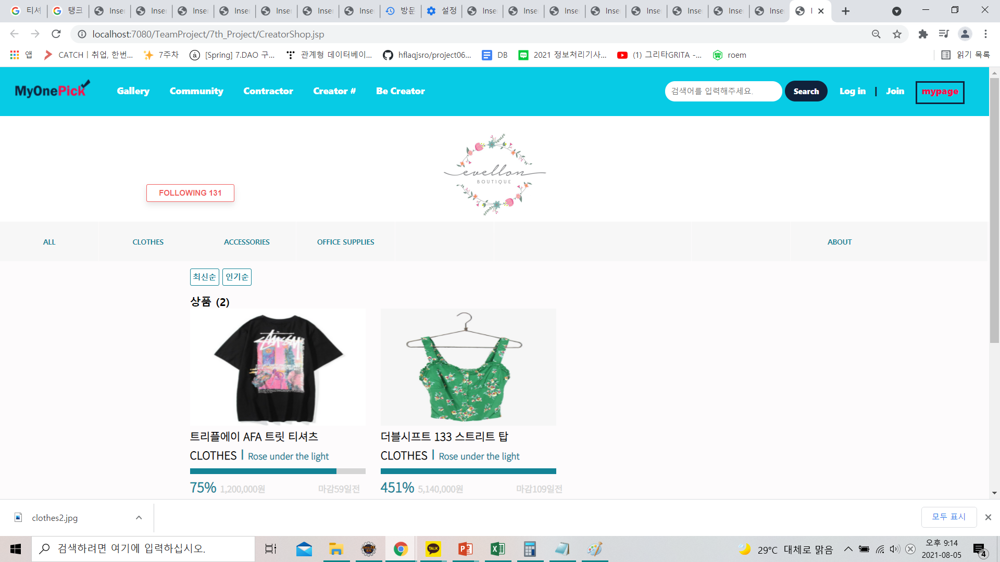 티셔 탱크 Inse Inse Inse Inse Inse Inse Inse 방문 설정 Inse Inse Inse Inse Inse Inse Inse Inse I
localhost:7080/TeamProject/7th_Project/CreatorShop.jsp
앱 CATCH | 취업, 한번... 7주차 [Spring] 7.DAO 구... 관계형 데이터베이... hflaqjsro/project06... DB 2021 정보처리기사... (1) 그리타GRITA -... roem 읽기 목록
MyOnePick Gallery Community Contractor Creator # Be Creator 검색어를 입력해주세요. Search Log in | Join mypage
evellon
BOUTIQUE
FOLLOWING 131
ALL CLOTHES ACCESSORIES OFFICE SUPPLIES ABOUT
최신순 인기순
상품 (2)
STUSSY
트리플에이 AFA 트릿 티셔츠 더블시프트 133 스트리트 탑
CLOTHES | Rose under the light CLOTHES | Rose under the light
75% 1,200,000원 마감59일전 451% 5,140,000원 마감109일전
clothes2.jpg 모두 표시
검색하려면 여기에 입력하십시오. TALK 29°C 대체로 맑음 오후 9:14
2021-08-05 4